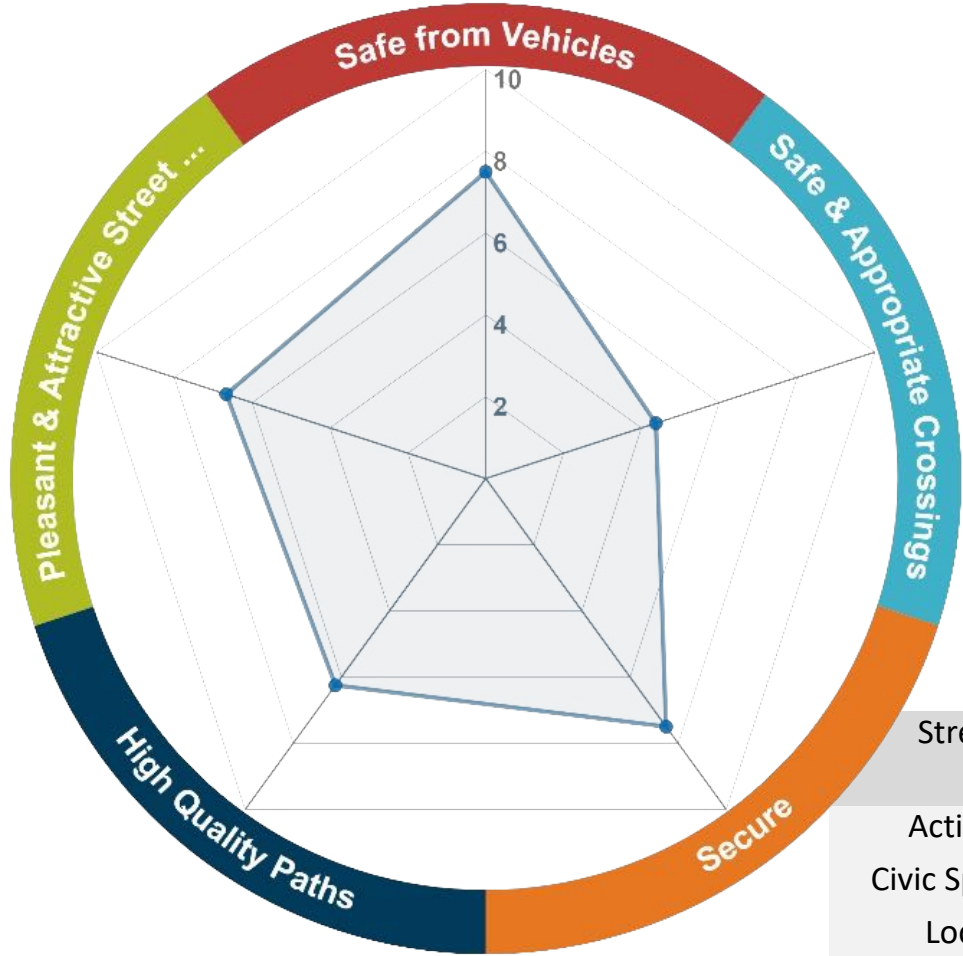 Safe from Vehicles
10
8
6
4
2
Safe & Appropriate Crossings
Secure
High Quality Paths
Pleasant & Attractive Street ...